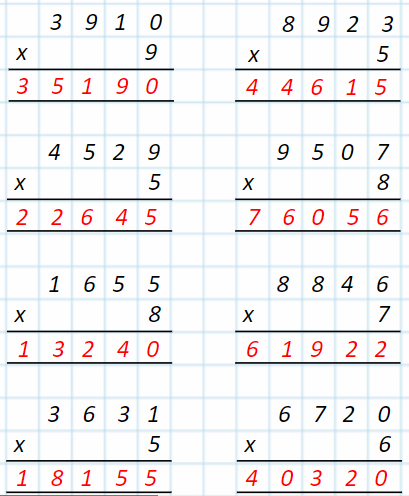 3 9 1 0
x 9
3 5 1 9 0
8 9 2 3
x 5
4 4 6 1 5
4 5 2 9
x 5
2 2 6 4 5
9 5 0 7
x 8
7 6 0 5 6
1 6 5 5
x 8
1 3 2 4 0
8 8 4 6
x 7
6 1 9 2 2
3 6 3 1
x 5
1 8 1 5 5
6 7 2 0
x 6
4 0 3 2 0